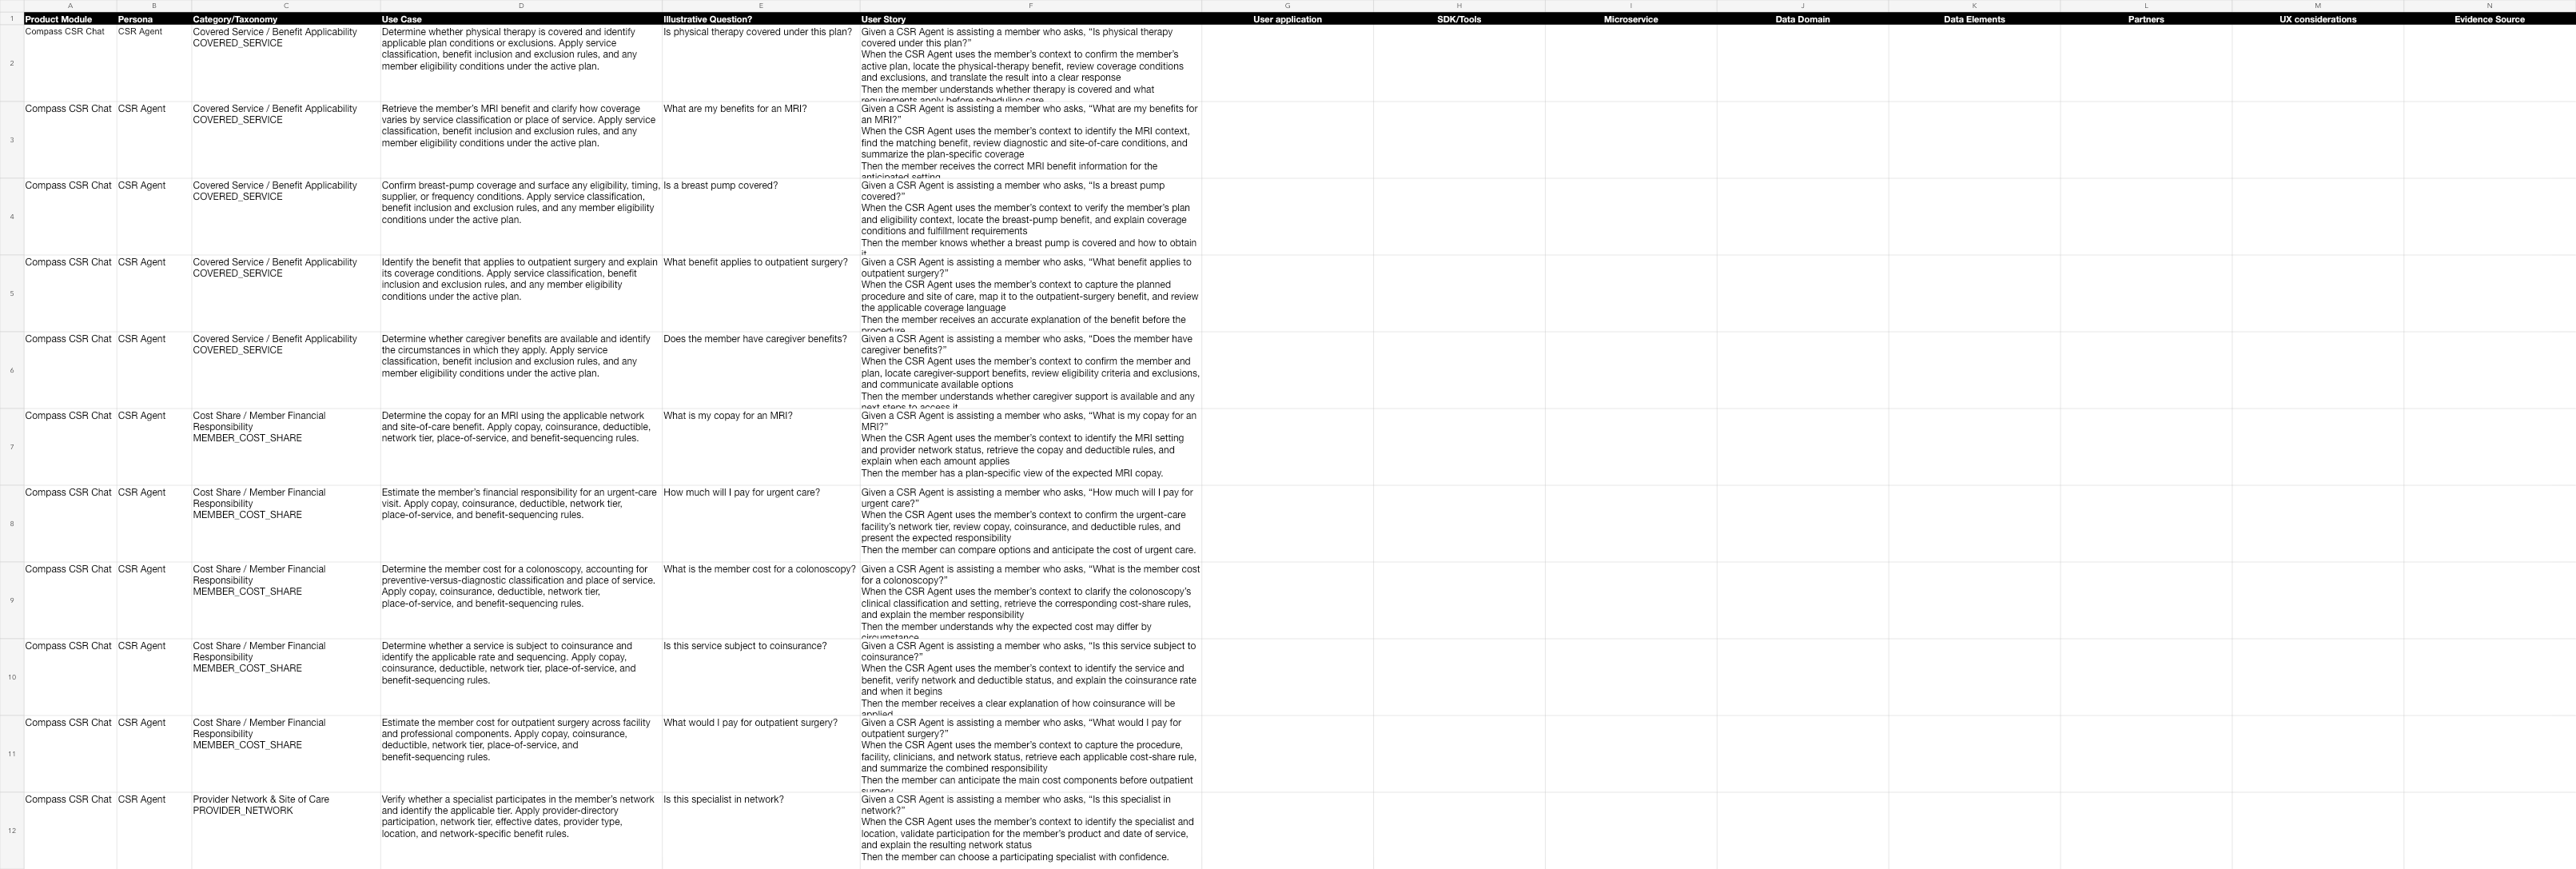 A B C D E F G H I J K L M N
1 Product Module Persona Category/Taxonomy Use Case Illustrative Question? User Story User application SDK/Tools Microservice Data Domain Data Elements Partners UX considerations Evidence Source
2
Compass CSR Chat
CSR Agent
Covered Service / Benefit Applicability
COVERED_SERVICE
Determine whether physical therapy is covered and identify
applicable plan conditions or exclusions. Apply service
classification, benefit inclusion and exclusion rules, and any
member eligibility conditions under the active plan.
Is physical therapy covered under this plan?
Given a CSR Agent is assisting a member who asks, “Is physical therapy
covered under this plan?”
When the CSR Agent uses the member’s context to confirm the member’s
active plan, locate the physical-therapy benefit, review coverage conditions
and exclusions, and translate the result into a clear response
Then the member understands whether therapy is covered and what
requirements apply before scheduling care.
3
Compass CSR Chat
CSR Agent
Covered Service / Benefit Applicability
COVERED_SERVICE
Retrieve the member’s MRI benefit and clarify how coverage
varies by service classification or place of service. Apply service
classification, benefit inclusion and exclusion rules, and any
member eligibility conditions under the active plan.
What are my benefits for an MRI?
Given a CSR Agent is assisting a member who asks, “What are my benefits for
an MRI?”
When the CSR Agent uses the member’s context to identify the MRI context,
find the matching benefit, review diagnostic and site-of-care conditions, and
summarize the plan-specific coverage
Then the member receives the correct MRI benefit information for the
anticipated setting.
4
Compass CSR Chat
CSR Agent
Covered Service / Benefit Applicability
COVERED_SERVICE
Confirm breast-pump coverage and surface any eligibility, timing,
supplier, or frequency conditions. Apply service classification,
benefit inclusion and exclusion rules, and any member eligibility
conditions under the active plan.
Is a breast pump covered?
Given a CSR Agent is assisting a member who asks, “Is a breast pump
covered?”
When the CSR Agent uses the member’s context to verify the member’s plan
and eligibility context, locate the breast-pump benefit, and explain coverage
conditions and fulfillment requirements
Then the member knows whether a breast pump is covered and how to obtain
it.
5
Compass CSR Chat
CSR Agent
Covered Service / Benefit Applicability
COVERED_SERVICE
Identify the benefit that applies to outpatient surgery and explain
its coverage conditions. Apply service classification, benefit
inclusion and exclusion rules, and any member eligibility
conditions under the active plan.
What benefit applies to outpatient surgery?
Given a CSR Agent is assisting a member who asks, “What benefit applies to
outpatient surgery?”
When the CSR Agent uses the member’s context to capture the planned
procedure and site of care, map it to the outpatient-surgery benefit, and review
the applicable coverage language
Then the member receives an accurate explanation of the benefit before the
procedure.
6
Compass CSR Chat
CSR Agent
Covered Service / Benefit Applicability
COVERED_SERVICE
Determine whether caregiver benefits are available and identify
the circumstances in which they apply. Apply service
classification, benefit inclusion and exclusion rules, and any
member eligibility conditions under the active plan.
Does the member have caregiver benefits?
Given a CSR Agent is assisting a member who asks, “Does the member have
caregiver benefits?”
When the CSR Agent uses the member’s context to confirm the member and
plan, locate caregiver-support benefits, review eligibility criteria and exclusions,
and communicate available options
Then the member understands whether caregiver support is available and any
next steps to access it.
7
Compass CSR Chat
CSR Agent
Cost Share / Member Financial
Responsibility
MEMBER_COST_SHARE
Determine the copay for an MRI using the applicable network
and site-of-care benefit. Apply copay, coinsurance, deductible,
network tier, place-of-service, and benefit-sequencing rules.
What is my copay for an MRI?
Given a CSR Agent is assisting a member who asks, “What is my copay for an
MRI?”
When the CSR Agent uses the member’s context to identify the MRI setting
and provider network status, retrieve the copay and deductible rules, and
explain when each amount applies
Then the member has a plan-specific view of the expected MRI copay.
8
Compass CSR Chat
CSR Agent
Cost Share / Member Financial
Responsibility
MEMBER_COST_SHARE
Estimate the member’s financial responsibility for an urgent-care
visit. Apply copay, coinsurance, deductible, network tier,
place-of-service, and benefit-sequencing rules.
How much will I pay for urgent care?
Given a CSR Agent is assisting a member who asks, “How much will I pay for
urgent care?”
When the CSR Agent uses the member’s context to confirm the urgent-care
facility’s network tier, review copay, coinsurance, and deductible rules, and
present the expected responsibility
Then the member can compare options and anticipate the cost of urgent care.
9
Compass CSR Chat
CSR Agent
Cost Share / Member Financial
Responsibility
MEMBER_COST_SHARE
Determine the member cost for a colonoscopy, accounting for
preventive-versus-diagnostic classification and place of service.
Apply copay, coinsurance, deductible, network tier,
place-of-service, and benefit-sequencing rules.
What is the member cost for a colonoscopy?
Given a CSR Agent is assisting a member who asks, “What is the member cost
for a colonoscopy?”
When the CSR Agent uses the member’s context to clarify the colonoscopy’s
clinical classification and setting, retrieve the corresponding cost-share rules,
and explain the member responsibility
Then the member understands why the expected cost may differ by
circumstance.
10
Compass CSR Chat
CSR Agent
Cost Share / Member Financial
Responsibility
MEMBER_COST_SHARE
Determine whether a service is subject to coinsurance and
identify the applicable rate and sequencing. Apply copay,
coinsurance, deductible, network tier, place-of-service, and
benefit-sequencing rules.
Is this service subject to coinsurance?
Given a CSR Agent is assisting a member who asks, “Is this service subject to
coinsurance?”
When the CSR Agent uses the member’s context to identify the service and
benefit, verify network and deductible status, and explain the coinsurance rate
and when it begins
Then the member receives a clear explanation of how coinsurance will be
applied.
11
Compass CSR Chat
CSR Agent
Cost Share / Member Financial
Responsibility
MEMBER_COST_SHARE
Estimate the member cost for outpatient surgery across facility
and professional components. Apply copay, coinsurance,
deductible, network tier, place-of-service, and
benefit-sequencing rules.
What would I pay for outpatient surgery?
Given a CSR Agent is assisting a member who asks, “What would I pay for
outpatient surgery?”
When the CSR Agent uses the member’s context to capture the procedure,
facility, clinicians, and network status, retrieve each applicable cost-share rule,
and summarize the combined responsibility
Then the member can anticipate the main cost components before outpatient
surgery.
12
Compass CSR Chat
CSR Agent
Provider Network & Site of Care
PROVIDER_NETWORK
Verify whether a specialist participates in the member’s network
and identify the applicable tier. Apply provider-directory
participation, network tier, effective dates, provider type,
location, and network-specific benefit rules.
Is this specialist in network?
Given a CSR Agent is assisting a member who asks, “Is this specialist in
network?”
When the CSR Agent uses the member’s context to identify the specialist and
location, validate participation for the member’s product and date of service,
and explain the resulting network status
Then the member can choose a participating specialist with confidence.